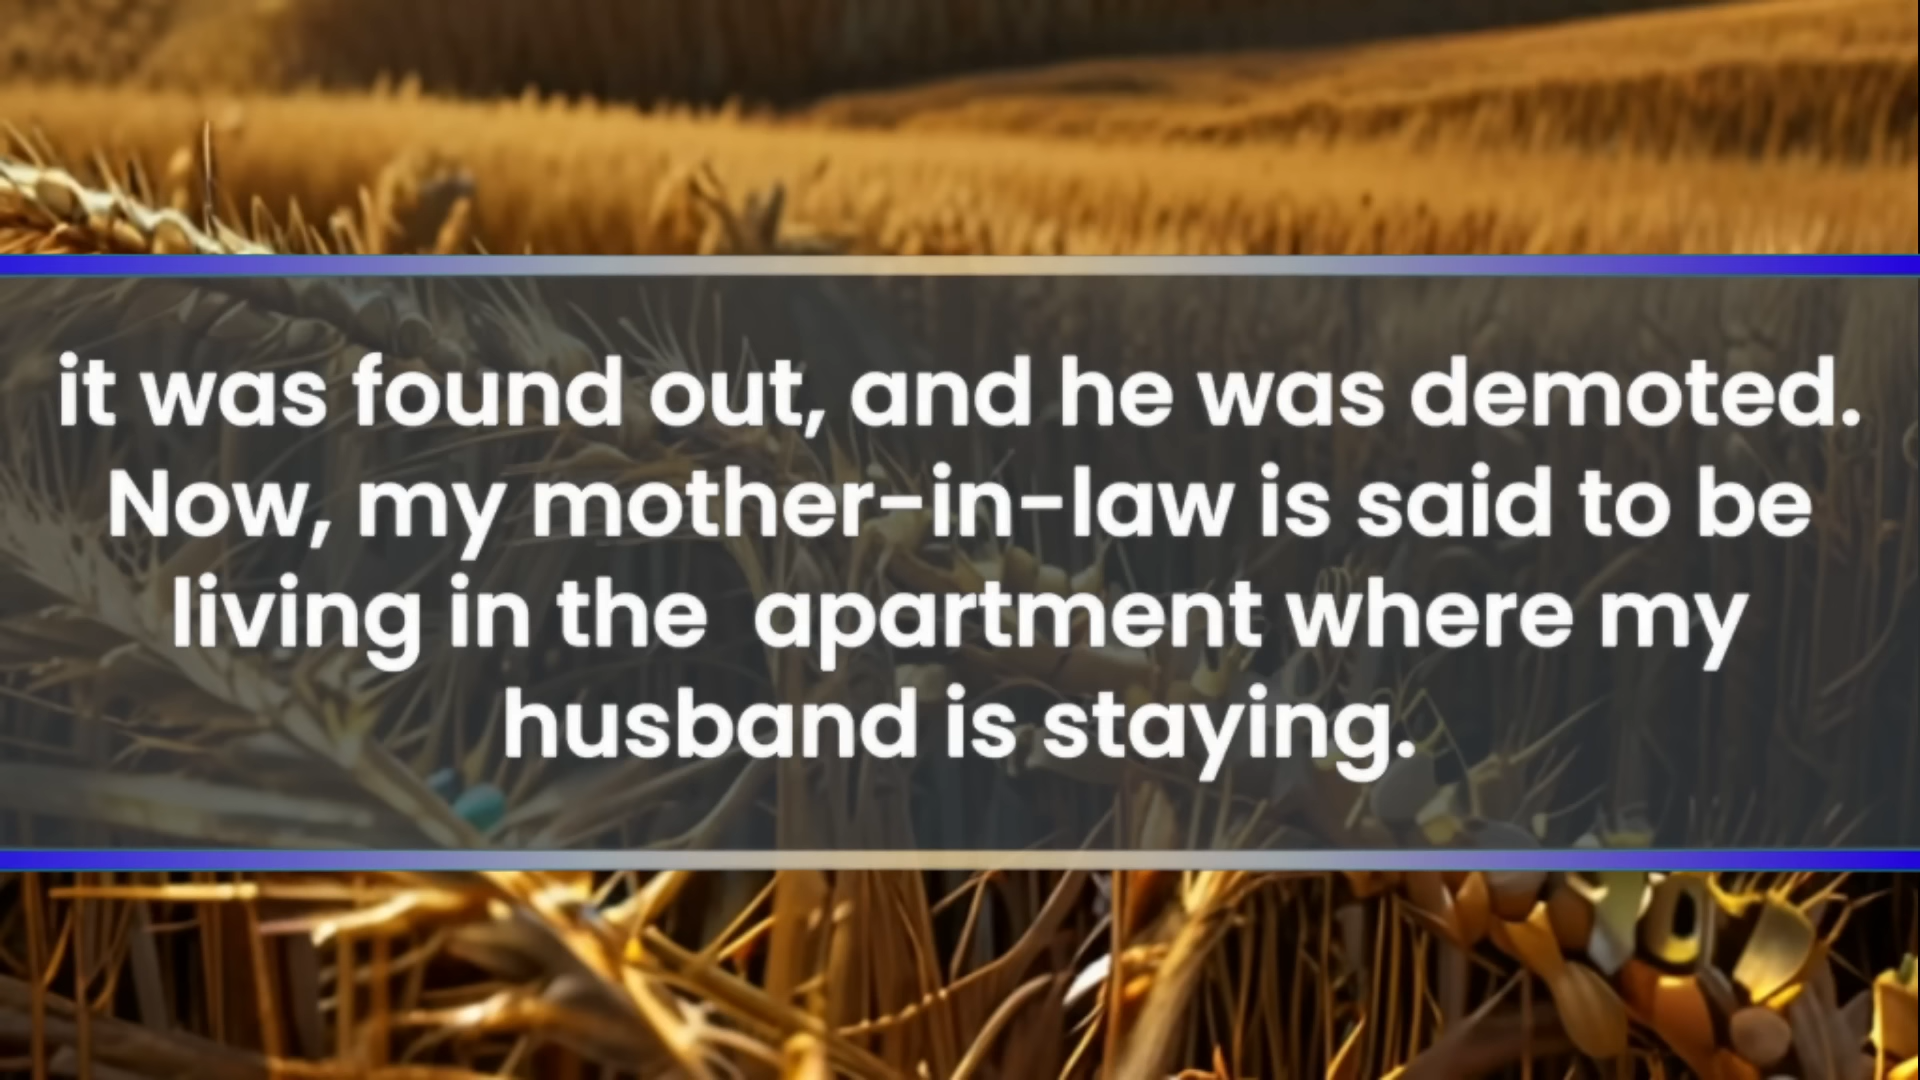 it was found out, and he was demoted.
Now, my mother-in-law is said to be
living in the  apartment where my
husband is staying.